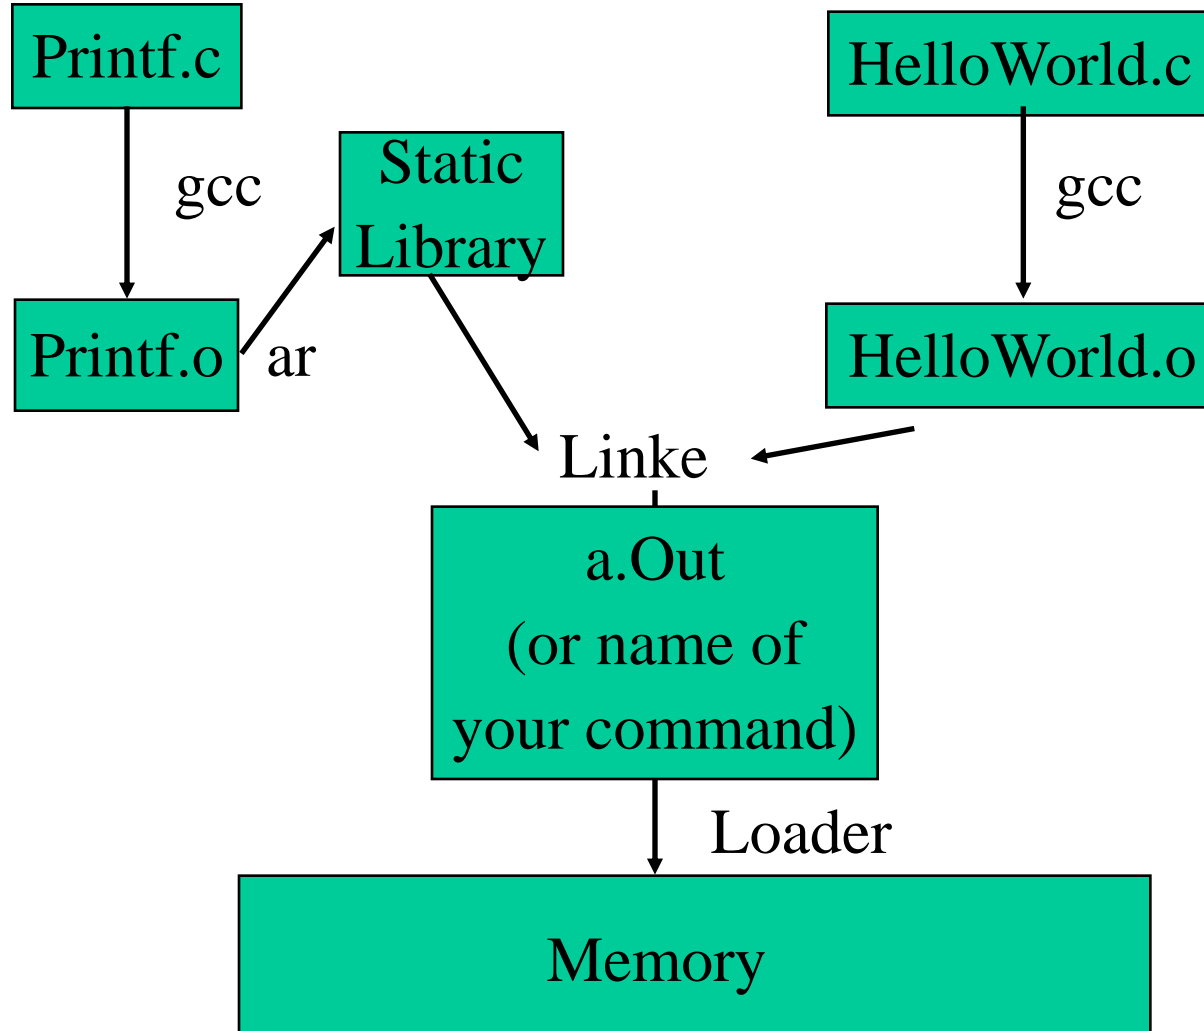 Printf.c
HelloWorld.c
Static
Library
gcc
gcc
Printf.o
ar
HelloWorld.o
Linke
a.Out
(or name of
your command)
Loader
Memory